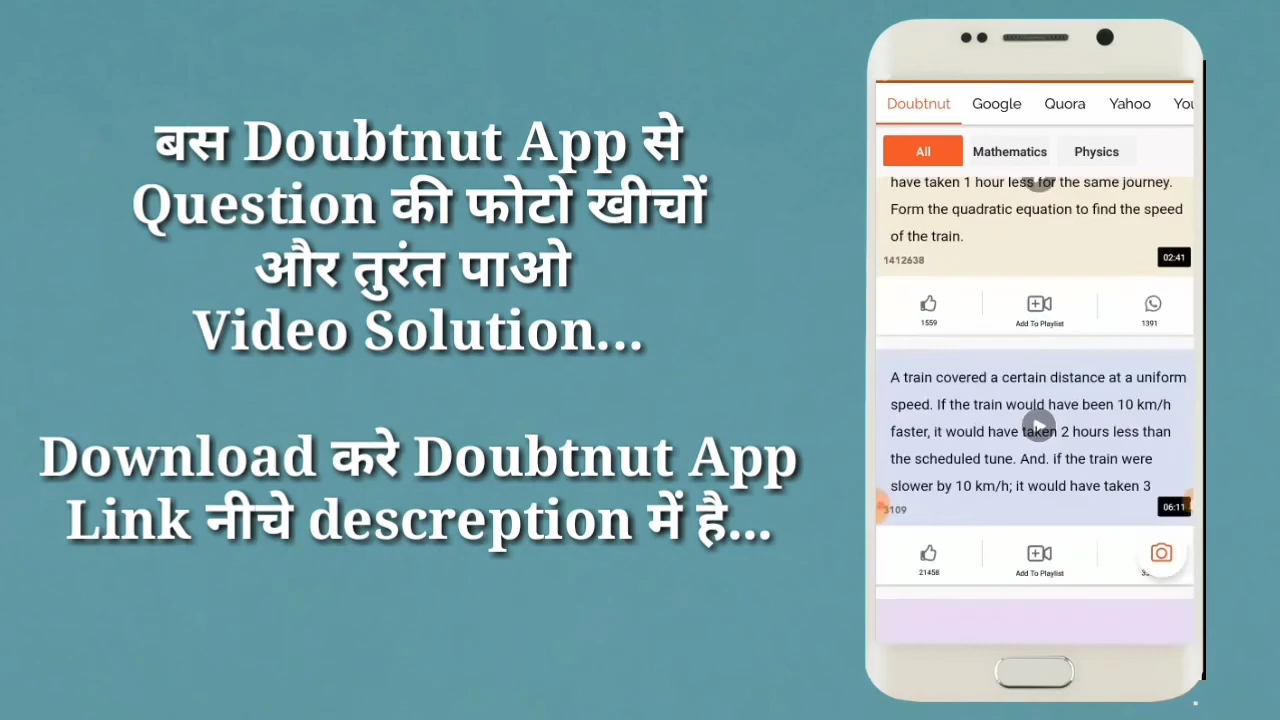 बस Doubtnut App से
Question की फोटो खीचों
और तुरंत पाओ
Video Solution...
Download करे Doubtnut App
Link नीचे descreption में है...
Doubtnut Google Quora Yahoo
All Mathematics Physics
have taken 1 hour less for the same journey.
Form the quadratic equation to find the speed
of the train.
1412638 02:41
1559 Add To Playlist 1391
A train covered a certain distance at a uniform
speed. If the train would have been 10 km/h
faster, it would have taken 2 hours less than
the scheduled tune. And. if the train were
slower by 10 km/h; it would have taken 3
3109 06:11
21458 Add To Playlist